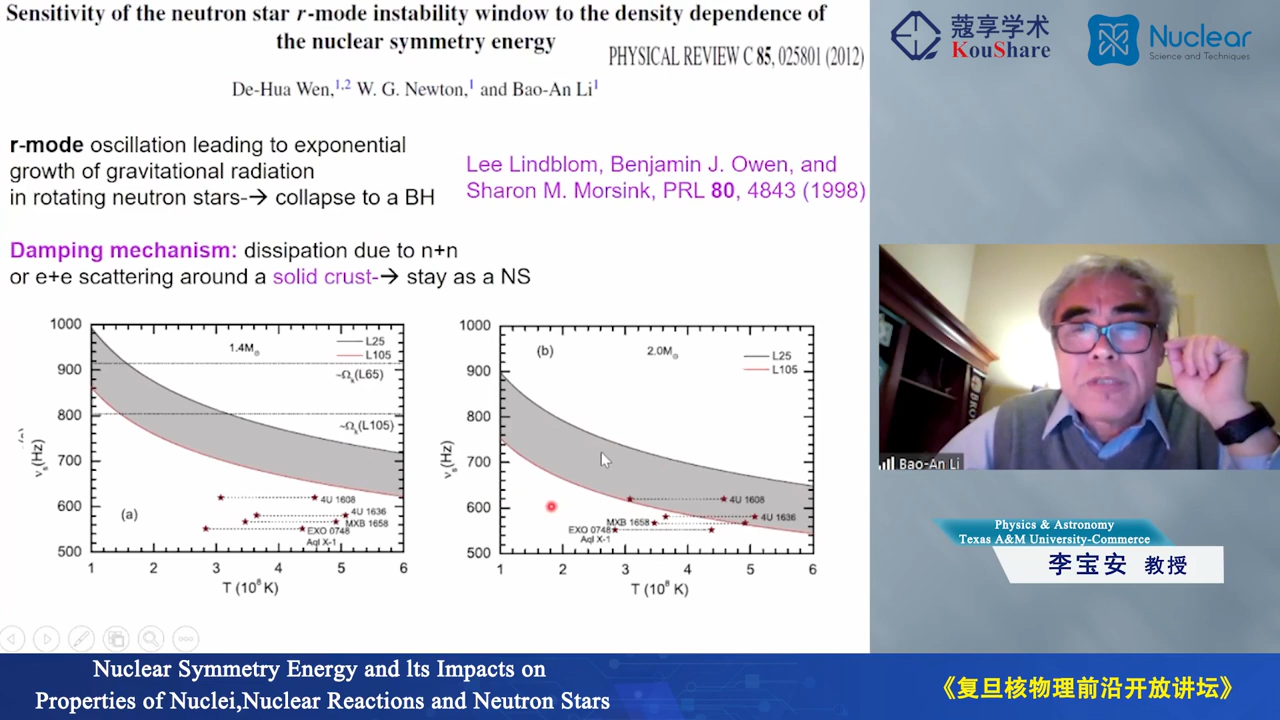 Sensitivity of the neutron star r-mode instability window to the density dependence of
the nuclear symmetry energy
PHYSICAL REVIEW C 85, 025801 (2012)
De-Hua Wen,1,2 W. G. Newton,1 and Bao-An Li1
r-mode oscillation leading to exponential
growth of gravitational radiation
in rotating neutron stars-→ collapse to a BH
Lee Lindblom, Benjamin J. Owen, and
Sharon M. Morsink, PRL 80, 4843 (1998)
Damping mechanism: dissipation due to n+n
or e+e scattering around a solid crust-→ stay as a NS
1000
900
800
700
600
500
νs(Hz)
1.4M⊙
L25
L105
~Ωk(L65)
~Ωk(L105)
(a)
4U 1608
4U 1636
MXB 1658
EXO 0748
Aql X-1
1 2 3 4 5 6
T (10⁸ K)
1000
900
800
700
600
500
νs(Hz)
(b)
2.0M⊙
L25
L105
4U 1608
4U 1636
MXB 1658
EXO 0748
Aql X-1
1 2 3 4 5 6
T (10⁸ K)
蔻享学术
KouShare
Nuclear
Science and Techniques
Bao-An Li
Physics & Astronomy
Texas A&M University-Commerce
李宝安 教授
Nuclear Symmetry Energy and lts Impacts on
Properties of Nuclei,Nuclear Reactions and Neutron Stars
《复旦核物理前沿开放讲坛》